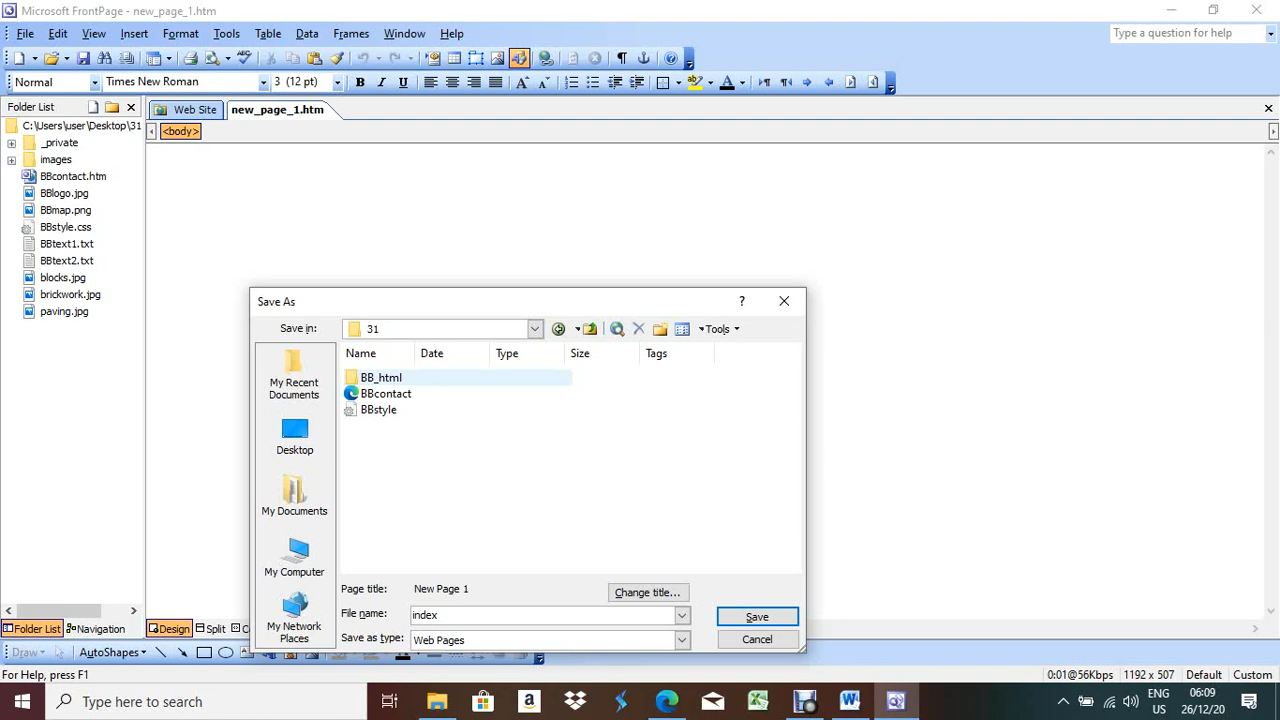 Microsoft FrontPage - new_page_1.htm
File Edit View Insert Format Tools Table Data Frames Window Help
Type a question for help
Normal Times New Roman 3 (12 pt) B I U A A A
Folder List
Web Site new_page_1.htm
C:\Users\user\Desktop\31
<body>
_private
images
BBcontact.htm
BBlogo.jpg
BBmap.png
BBstyle.css
BBtext1.txt
BBtext2.txt
blocks.jpg
brickwork.jpg
paving.jpg
Save As
Save in: 31 Tools
Name Date Type Size Tags
BB_html
BBcontact
BBstyle
My Recent
Documents
Desktop
My Documents
My Computer
My Network
Places
Page title: New Page 1 Change title...
File name: index Save
Save as type: Web Pages Cancel
Folder List Navigation Design Split
Draw AutoShapes
For Help, press F1
0:01@56Kbps 1192 x 507 Default Custom
Type here to search
ENG
US
06:09
26/12/20